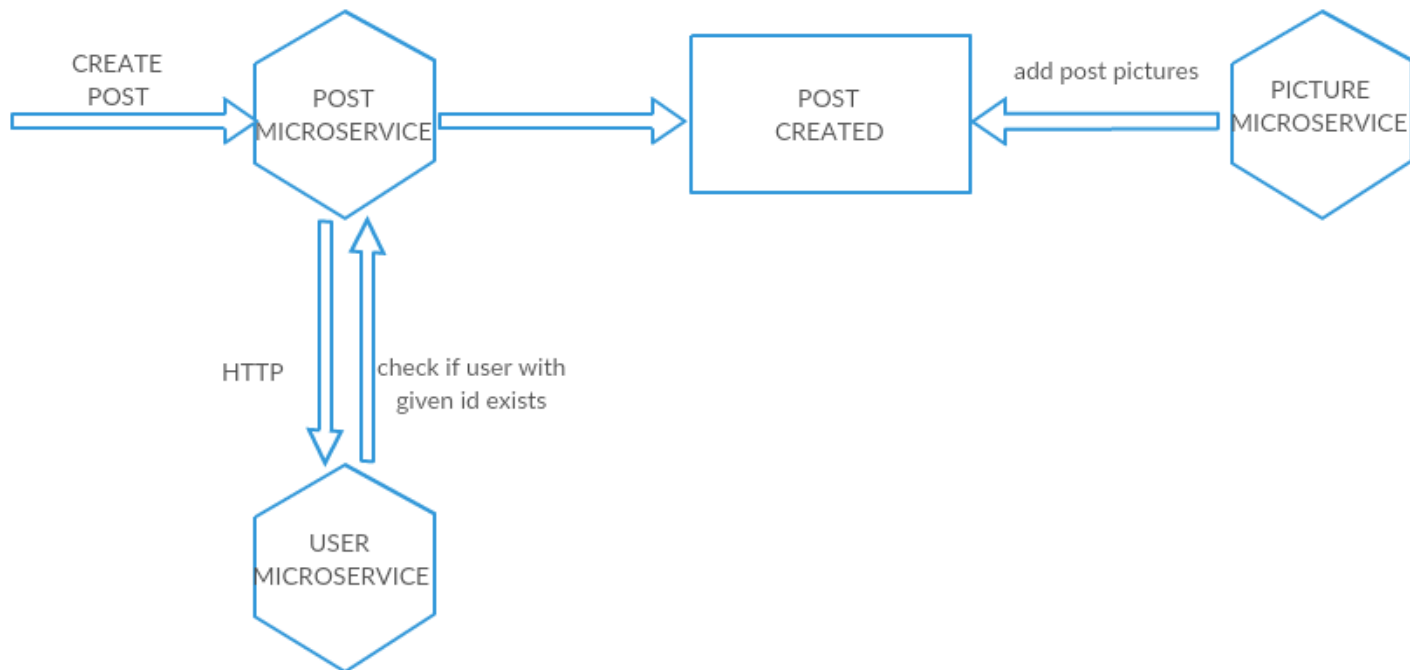 CREATE
POST
POST
MICROSERVICE
POST
CREATED
add post pictures
PICTURE
MICROSERVICE
HTTP
check if user with
given id exists
USER
MICROSERVICE